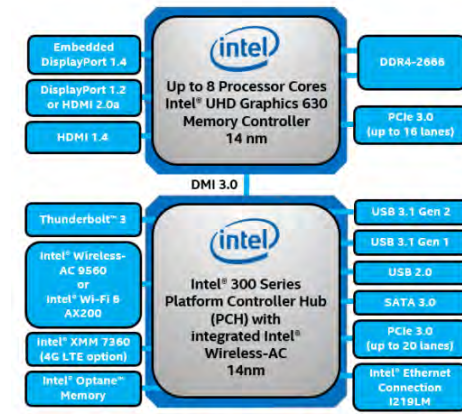 Embedded
DisplayPort 1.4
DisplayPort 1.2
or HDMI 2.0a
HDMI 1.4
intel
Up to 8 Processor Cores
Intel® UHD Graphics 630
Memory Controller
14 nm
DDR4-2666
PCIe 3.0
(up to 16 lanes)
DMI 3.0
Thunderbolt™ 3
Intel® Wireless-
AC 9560
or
Intel® Wi-Fi 6
AX200
Intel® XMM 7360
(4G LTE option)
Intel® Optane™
Memory
intel
Intel® 300 Series
Platform Controller Hub
(PCH) with
integrated Intel®
Wireless-AC
14nm
USB 3.1 Gen 2
USB 3.1 Gen 1
USB 2.0
SATA 3.0
PCIe 3.0
(up to 20 lanes)
Intel® Ethernet
Connection
I219LM